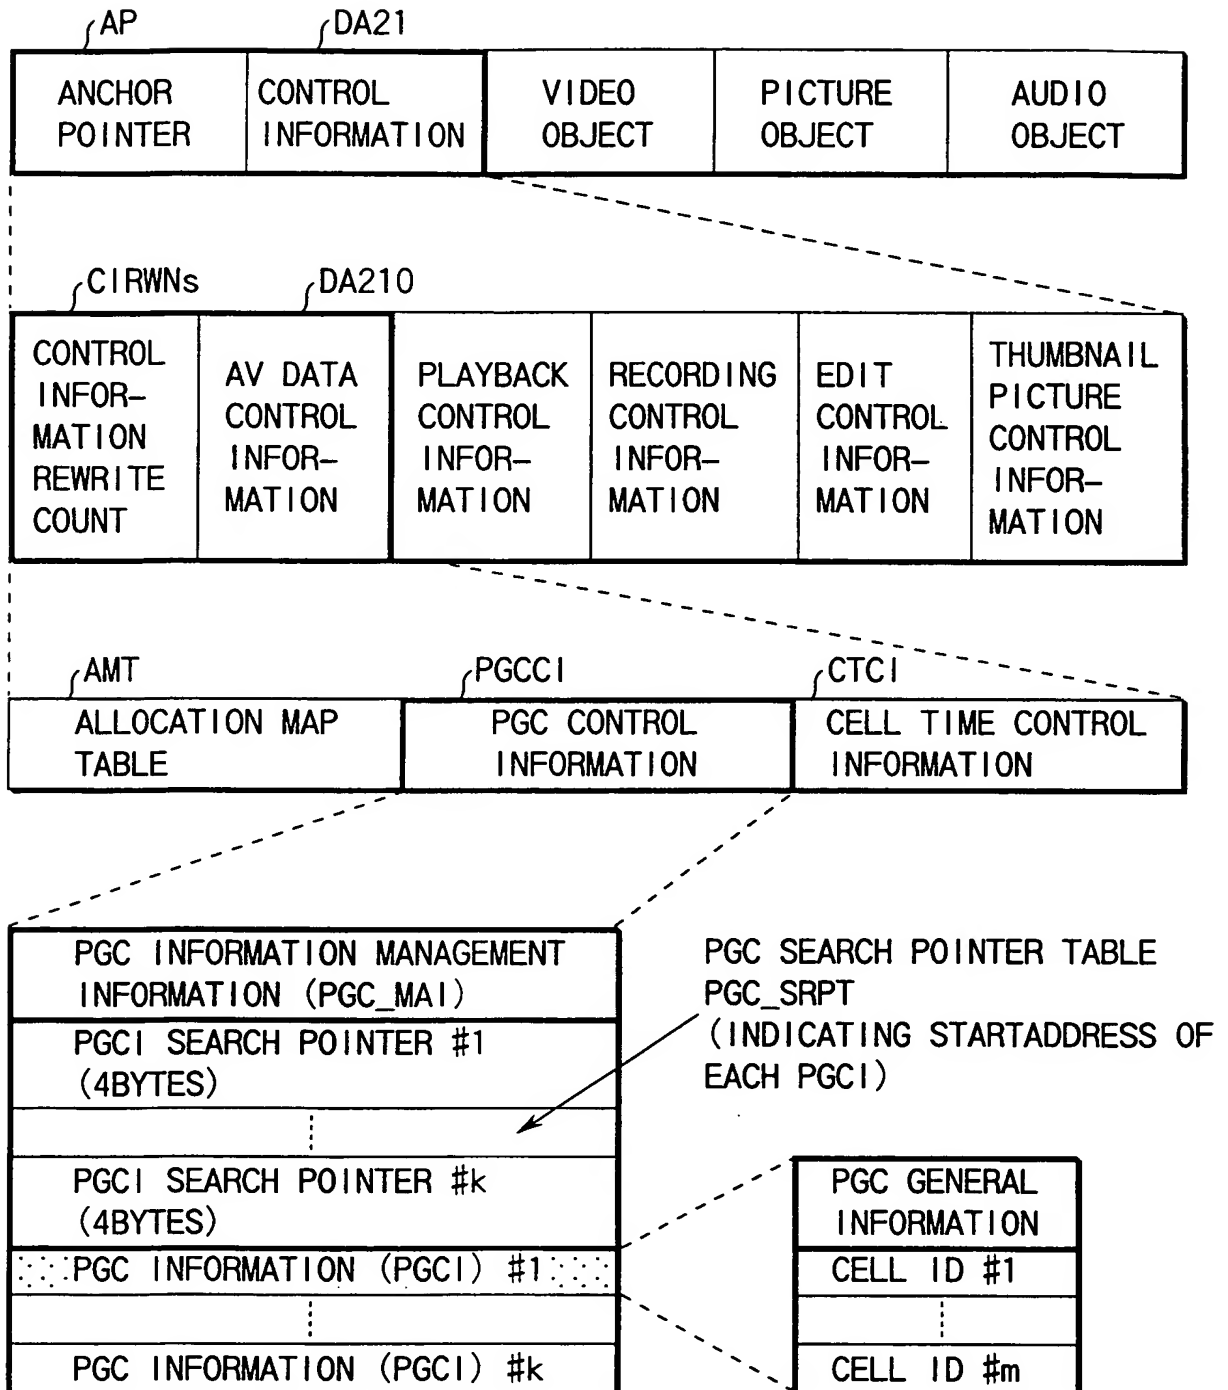 AP
DA21
ANCHOR
POINTER
CONTROL
INFORMATION
VIDEO
OBJECT
PICTURE
OBJECT
AUDIO
OBJECT
CIRWNs
DA210
CONTROL
INFOR-
MATION
REWRITE
COUNT
AV DATA
CONTROL
INFOR-
MATION
PLAYBACK
CONTROL
INFOR-
MATION
RECORDING
CONTROL
INFOR-
MATION
EDIT
CONTROL
INFOR-
MATION
THUMBNAIL
PICTURE
CONTROL
INFOR-
MATION
AMT
PGCCI
CTCI
ALLOCATION MAP
TABLE
PGC CONTROL
INFORMATION
CELL TIME CONTROL
INFORMATION
PGC INFORMATION MANAGEMENT
INFORMATION (PGC_MAI)
PGCI SEARCH POINTER #1
(4BYTES)
PGCI SEARCH POINTER #k
(4BYTES)
PGC INFORMATION (PGCI) #1
PGC INFORMATION (PGCI) #k
PGC SEARCH POINTER TABLE
PGC_SRPT
(INDICATING STARTADDRESS OF
EACH PGCI)
PGC GENERAL
INFORMATION
CELL ID #1
CELL ID #m